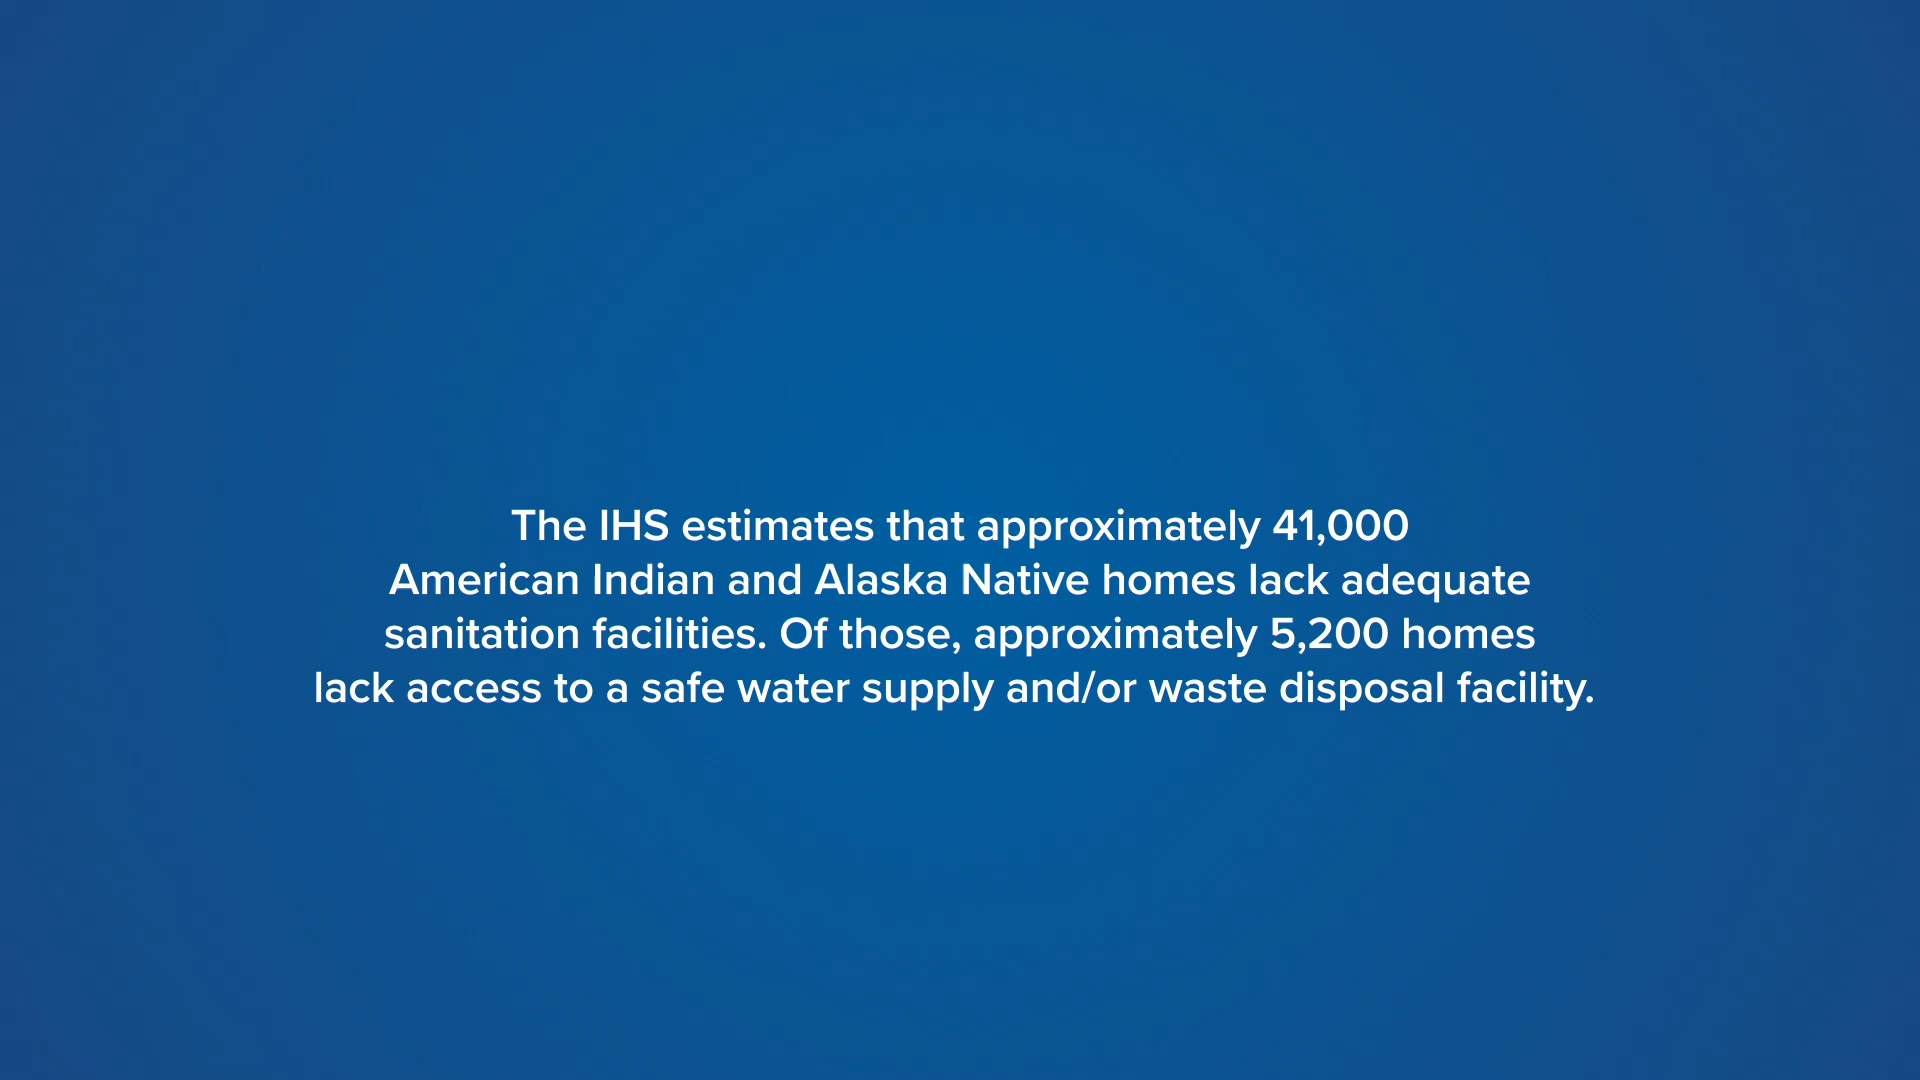 The IHS estimates that approximately 41,000
American Indian and Alaska Native homes lack adequate
sanitation facilities. Of those, approximately 5,200 homes
lack access to a safe water supply and/or waste disposal facility.